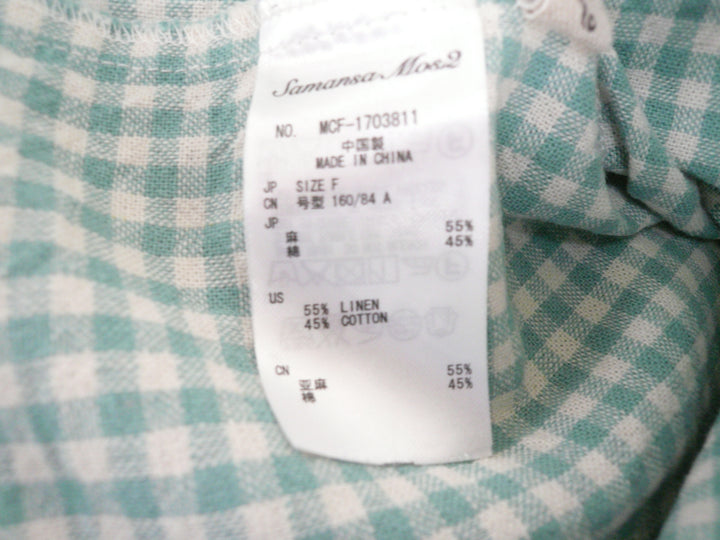 Samansa Mos2
NO. MCF-1703811
中国製
MADE IN CHINA
JP SIZE F
CN 号型 160/84 A
JP
麻 55%
綿 45%
US
55% LINEN
45% COTTON
CN
亚麻 55%
棉 45%